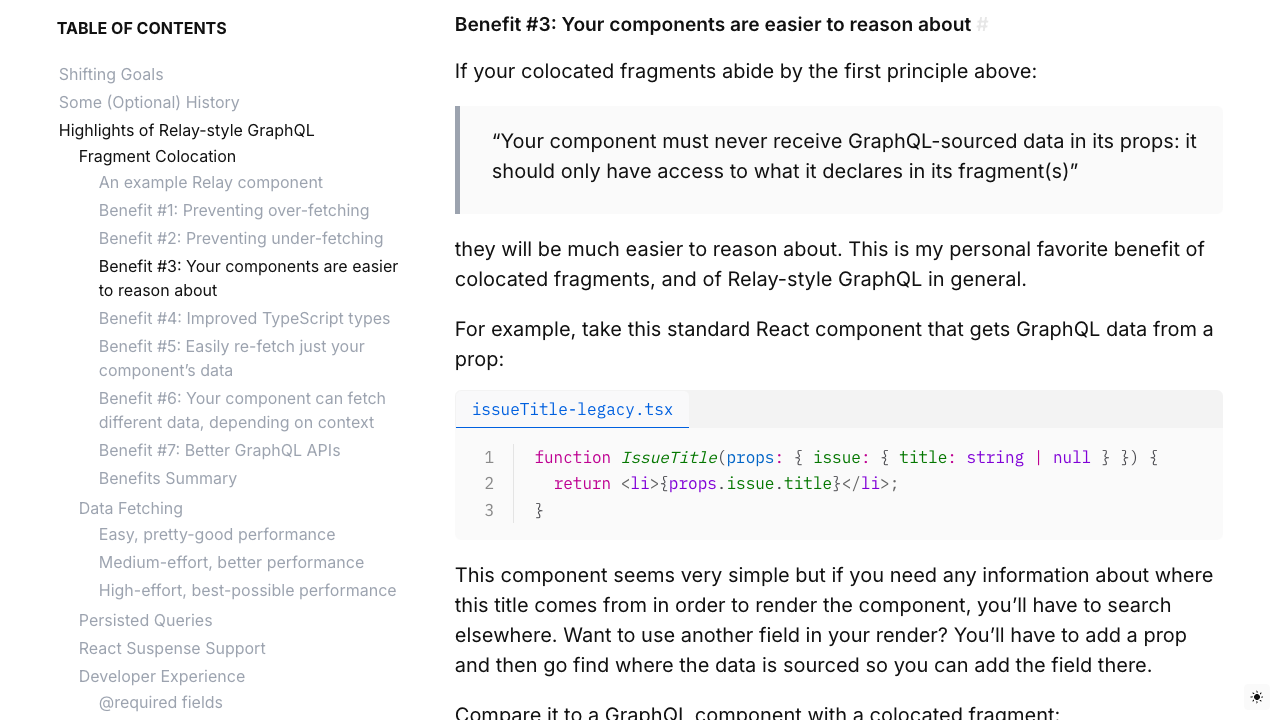 TABLE OF CONTENTS
Shifting Goals
Some (Optional) History
Highlights of Relay-style GraphQL
Fragment Colocation
An example Relay component
Benefit #1: Preventing over-fetching
Benefit #2: Preventing under-fetching
Benefit #3: Your components are easier
to reason about
Benefit #4: Improved TypeScript types
Benefit #5: Easily re-fetch just your
component’s data
Benefit #6: Your component can fetch
different data, depending on context
Benefit #7: Better GraphQL APIs
Benefits Summary
Data Fetching
Easy, pretty-good performance
Medium-effort, better performance
High-effort, best-possible performance
Persisted Queries
React Suspense Support
Developer Experience
@required fields
Benefit #3: Your components are easier to reason about #
If your colocated fragments abide by the first principle above:
“Your component must never receive GraphQL-sourced data in its props: it
should only have access to what it declares in its fragment(s)”
they will be much easier to reason about. This is my personal favorite benefit of
colocated fragments, and of Relay-style GraphQL in general.
For example, take this standard React component that gets GraphQL data from a
prop:
issueTitle-legacy.tsx
1 function IssueTitle(props: { issue: { title: string | null } }) {
2 return <li>{props.issue.title}</li>;
3 }
This component seems very simple but if you need any information about where
this title comes from in order to render the component, you’ll have to search
elsewhere. Want to use another field in your render? You’ll have to add a prop
and then go find where the data is sourced so you can add the field there.
Compare it to a GraphQL component with a colocated fragment: